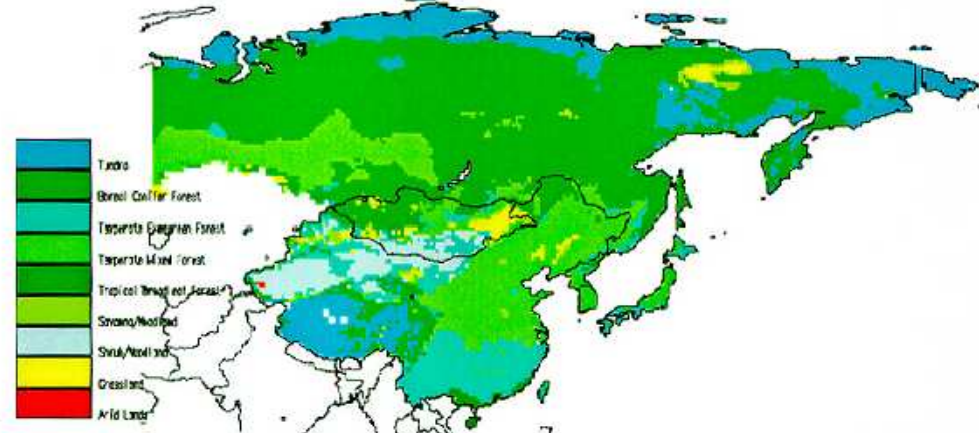 Tundra
Boreal Conifer Forest
Temperate Evergreen Forest
Temperate Mixed Forest
Tropical Broadleaf Forest
Savanna/Woodland
Shrub/Woodland
Grassland
Arid Lands